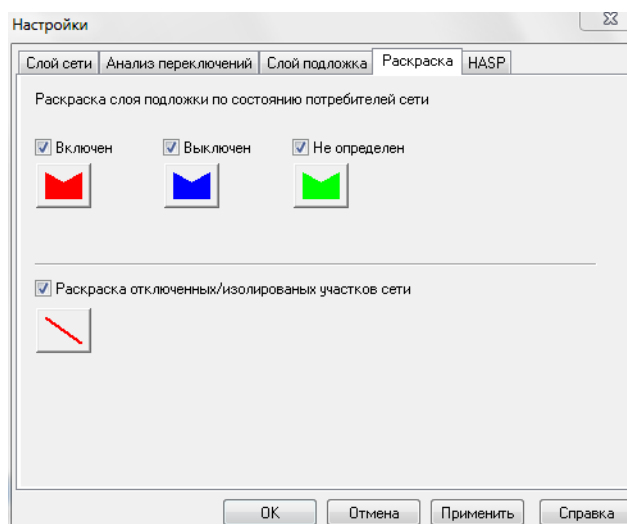 Настройки
Слой сети Анализ переключений Слой подложка Раскраска HASP
Раскраска слоя подложки по состоянию потребителей сети
Включен Выключен Не определен
Раскраска отключенных/изолированых участков сети
OK Отмена Применить Справка